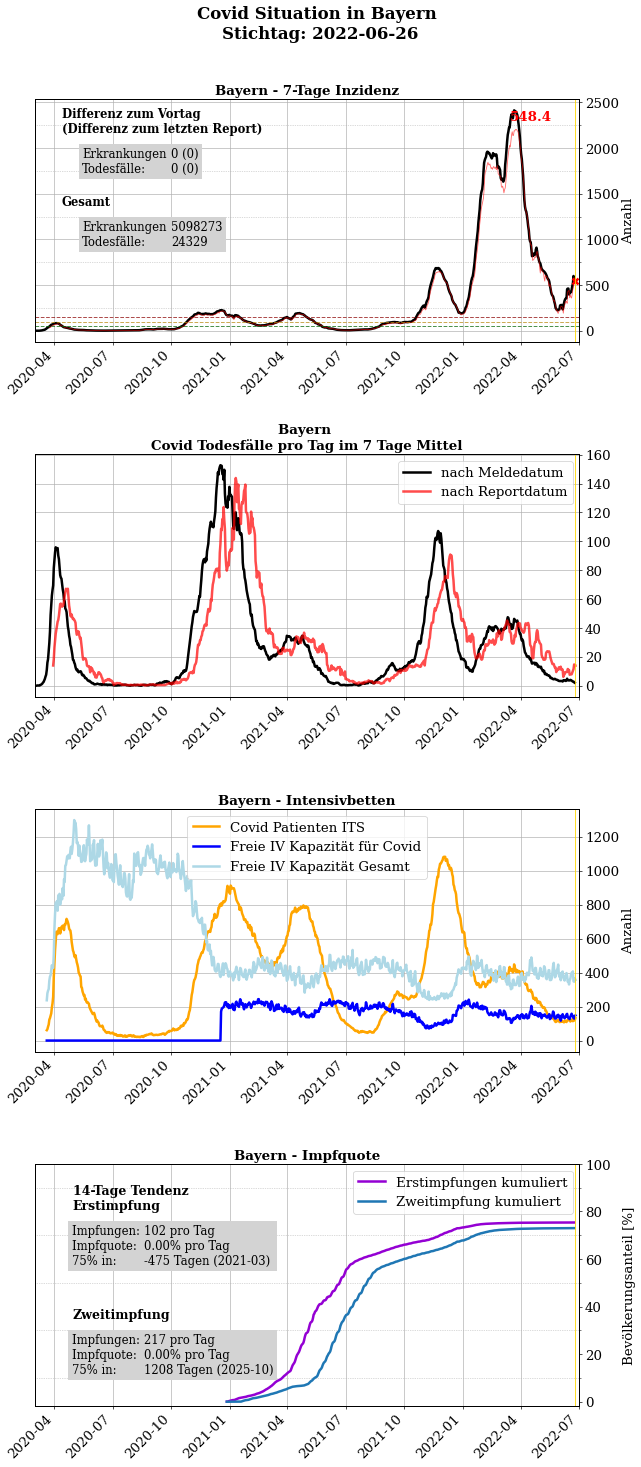 Covid Situation in Bayern
Stichtag: 2022-06-26
Bayern - 7-Tage Inzidenz
Differenz zum Vortag
(Differenz zum letzten Report)
Erkrankungen 0 (0)
Todesfälle: 0 (0)
Gesamt
Erkrankungen 5098273
Todesfälle: 24329
48.4
2500
2000
1500
1000
500
0
Anzahl
2020-04 2020-07 2020-10 2021-01 2021-04 2021-07 2021-10 2022-01 2022-04 2022-07
Bayern
Covid Todesfälle pro Tag im 7 Tage Mittel
nach Meldedatum
nach Reportdatum
160
140
120
100
80
60
40
20
0
2020-04 2020-07 2020-10 2021-01 2021-04 2021-07 2021-10 2022-01 2022-04 2022-07
Bayern - Intensivbetten
Covid Patienten ITS
Freie IV Kapazität für Covid
Freie IV Kapazität Gesamt
1200
1000
800
600
400
200
0
Anzahl
2020-04 2020-07 2020-10 2021-01 2021-04 2021-07 2021-10 2022-01 2022-04 2022-07
Bayern - Impfquote
14-Tage Tendenz
Erstimpfung
Impfungen: 102 pro Tag
Impfquote: 0.00% pro Tag
75% in: -475 Tagen (2021-03)
Zweitimpfung
Impfungen: 217 pro Tag
Impfquote: 0.00% pro Tag
75% in: 1208 Tagen (2025-10)
Erstimpfungen kumuliert
Zweitimpfung kumuliert
100
80
60
40
20
0
Bevölkerungsanteil [%]
2020-04 2020-07 2020-10 2021-01 2021-04 2021-07 2021-10 2022-01 2022-04 2022-07